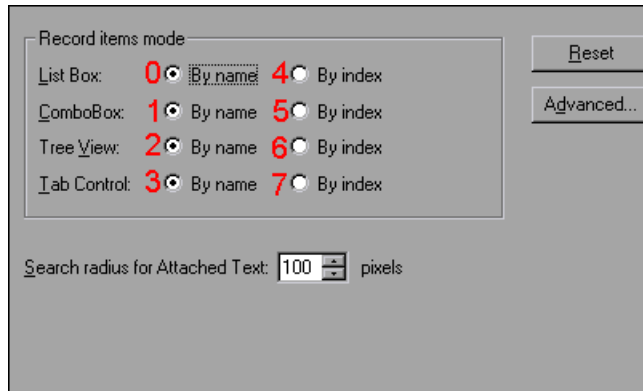 Record items mode
Reset
List Box: 0 By name 4 By index
Advanced...
ComboBox: 1 By name 5 By index
Tree View: 2 By name 6 By index
Tab Control: 3 By name 7 By index
Search radius for Attached Text: 100 pixels